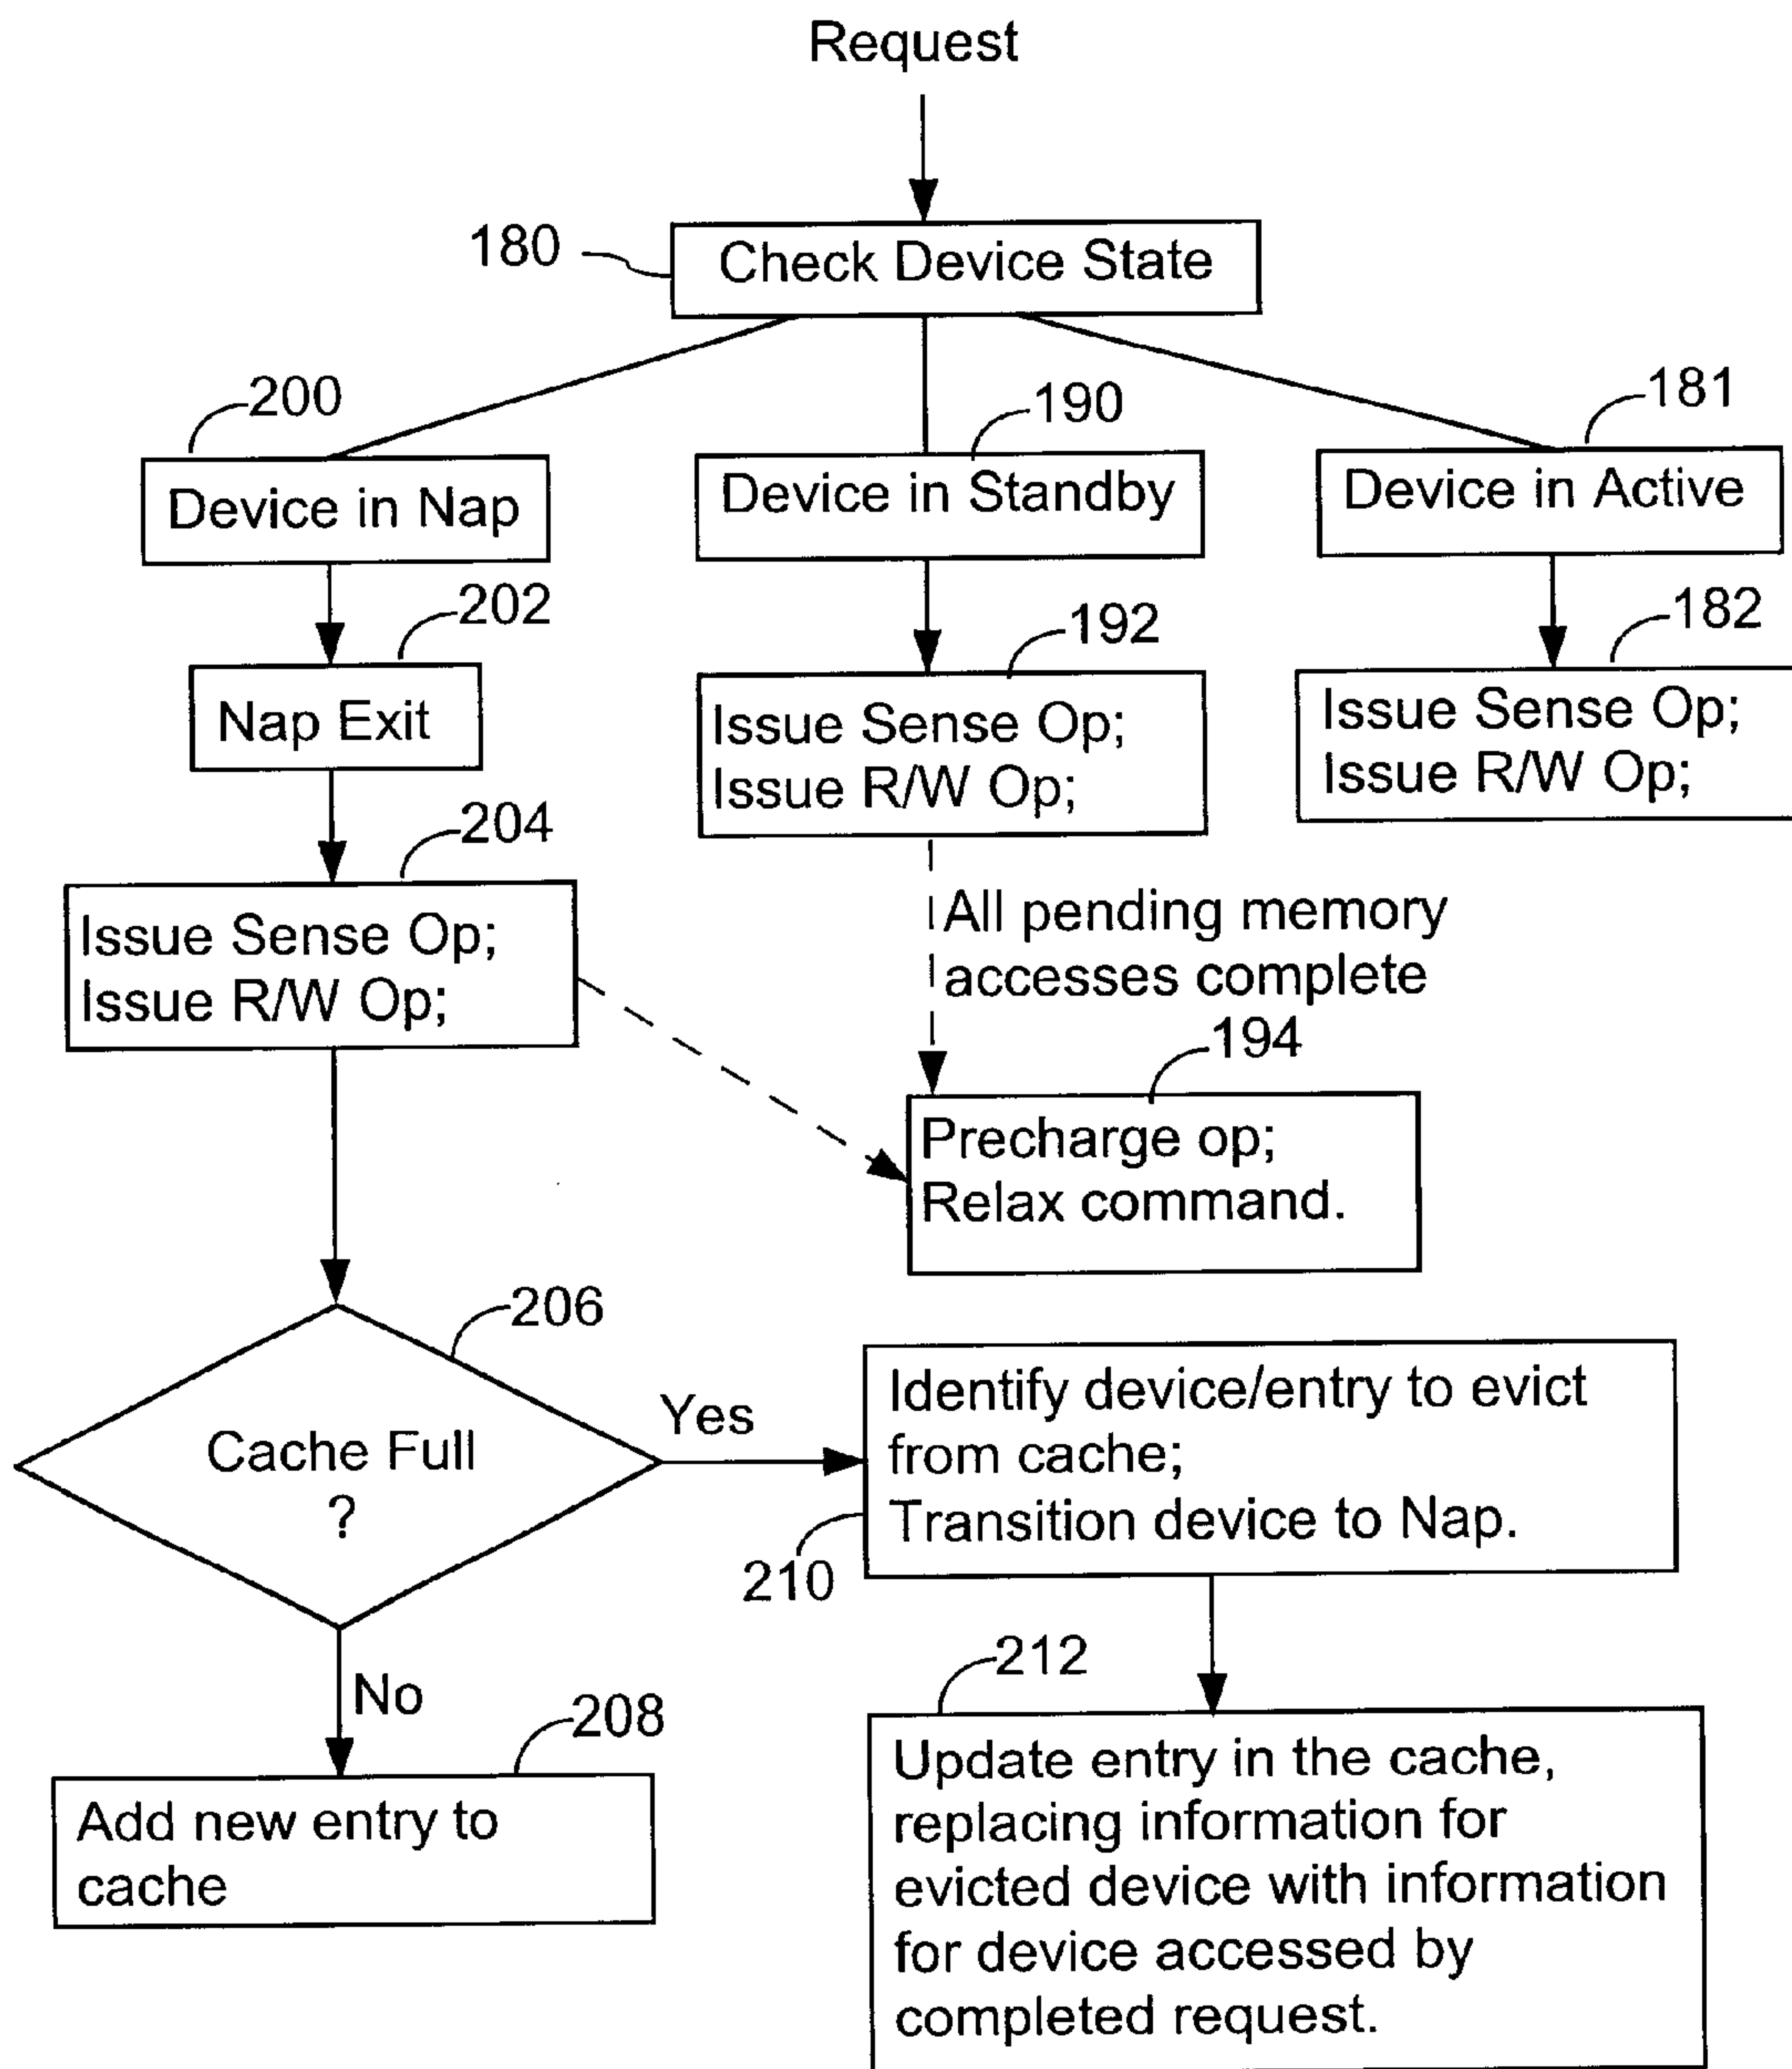 Request
180
Check Device State
200
190
181
Device in Nap
Device in Standby
Device in Active
202
192
182
Nap Exit
Issue Sense Op;
Issue R/W Op;
Issue Sense Op;
Issue R/W Op;
204
Issue Sense Op;
Issue R/W Op;
All pending memory
accesses complete
194
Precharge op;
Relax command.
206
Cache Full
?
Yes
Identify device/entry to evict
from cache;
Transition device to Nap.
210
No
208
Add new entry to
cache
212
Update entry in the cache,
replacing information for
evicted device with information
for device accessed by
completed request.